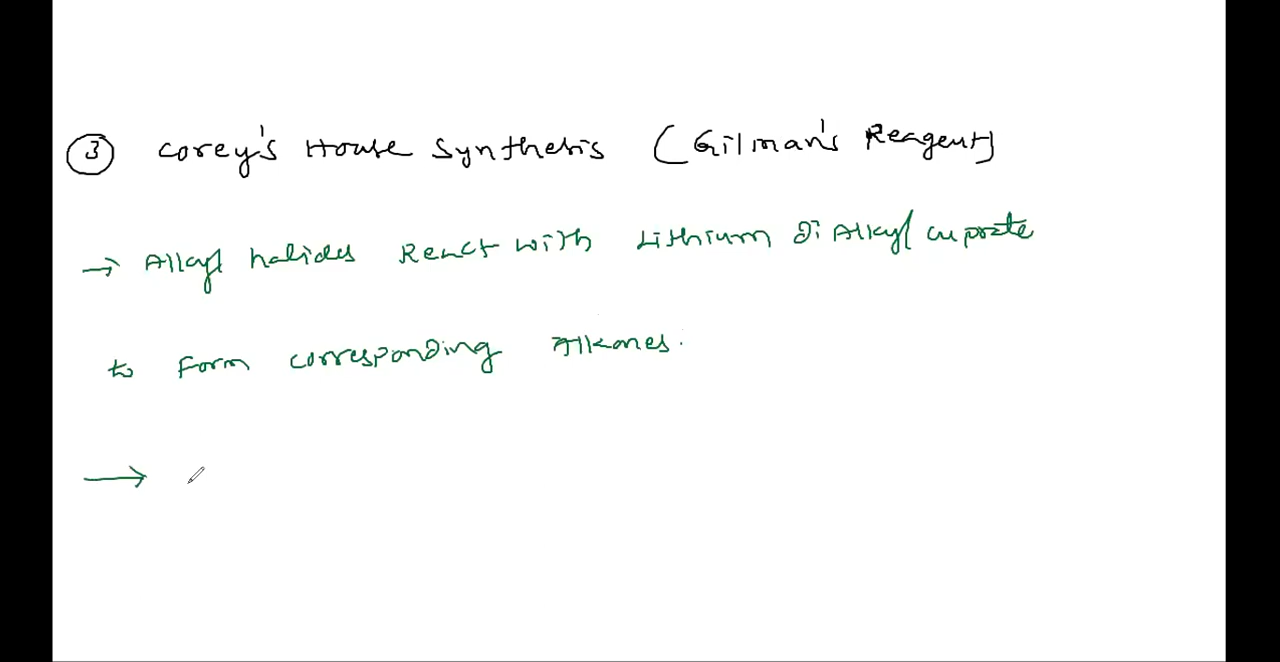 ③ Corey's House Synthesis (Gilman's Reagent)
→ Alkyl halides React with Lithium di Alkyl cuprate
to Form corresponding Alkanes.
→